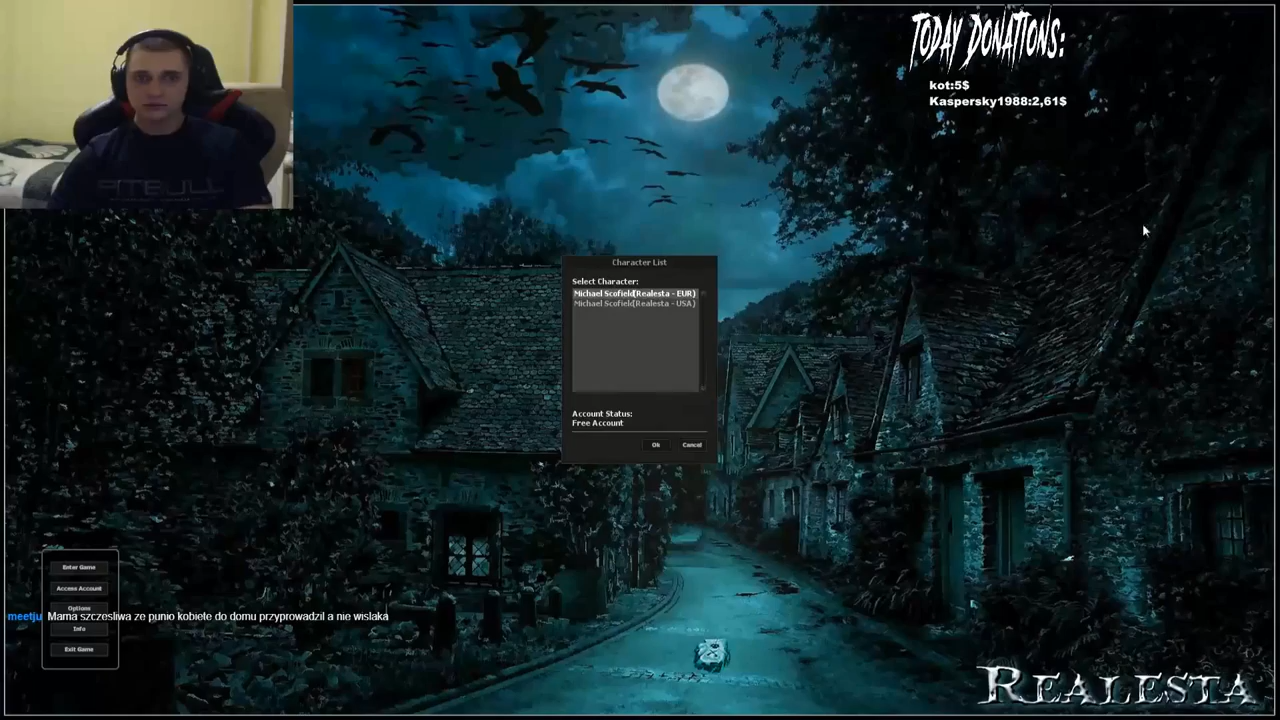 TODAY DONATIONS:
kot:5$
Kaspersky1988:2,61$
PITBULL
Character List
Select Character:
Michael Scofield(Realesta - EUR)
Michael Scofield(Realesta - USA)
Account Status:
Free Account
Ok Cancel
Enter Game
Access Account
Options
meetju Mama szczesliwa ze punio kobiete do domu przyprowadzil a nie wislaka
Info
Exit Game
REALESTA